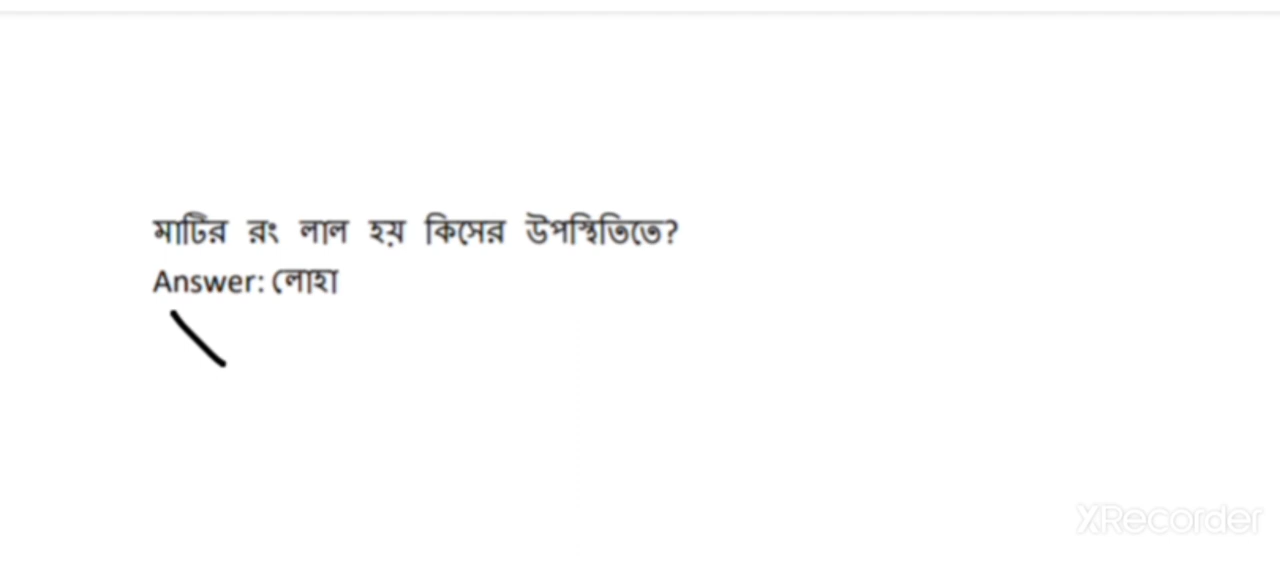 মাটির রং লাল হয় কিসের উপস্থিতিতে?
Answer: লোহা
XRecorder